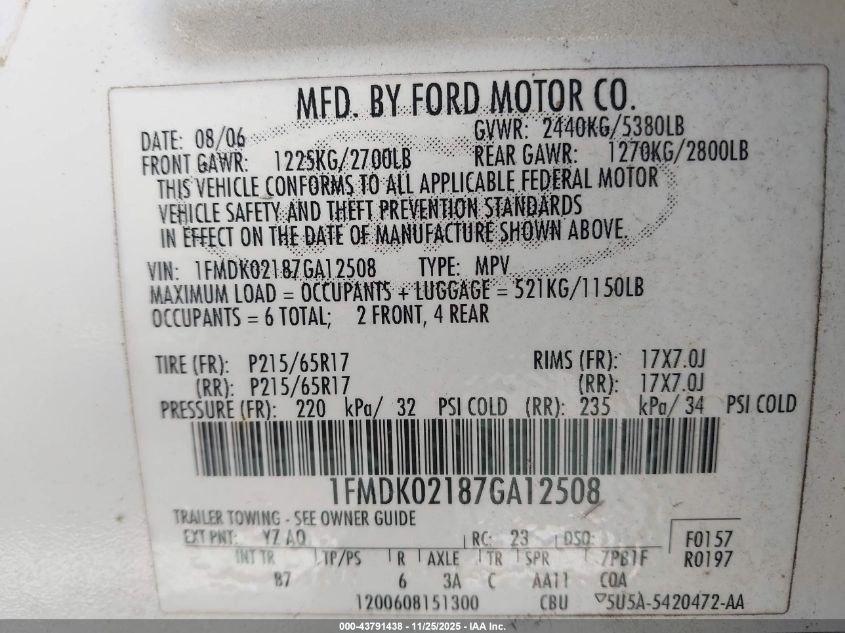 MFD. BY FORD MOTOR CO.
DATE: 08/06 GVWR: 2440KG/5380LB
FRONT GAWR: 1225KG/2700LB REAR GAWR: 1270KG/2800LB
THIS VEHICLE CONFORMS TO ALL APPLICABLE FEDERAL MOTOR
VEHICLE SAFETY AND THEFT PREVENTION STANDARDS
IN EFFECT ON THE DATE OF MANUFACTURE SHOWN ABOVE.
VIN: 1FMDK02187GA12508 TYPE: MPV
MAXIMUM LOAD = OCCUPANTS + LUGGAGE = 521KG/1150LB
OCCUPANTS = 6 TOTAL; 2 FRONT, 4 REAR
TIRE (FR): P215/65R17 RIMS (FR): 17X7.0J
(RR): P215/65R17 (RR): 17X7.0J
PRESSURE (FR): 220 kPa/ 32 PSI COLD (RR): 235 kPa/ 34 PSI COLD
1FMDK02187GA12508
TRAILER TOWING - SEE OWNER GUIDE
EXT PNT: YZ AQ RC: 23 DSO: F0157
INT TR TP/PS R AXLE TR SPR 7PB1F R0197
B7 6 3A C AA11 CQA
1200608151300 CBU ▽5U5A-5420472-AA
000-43791438 - 11/25/2025 - IAA Inc.